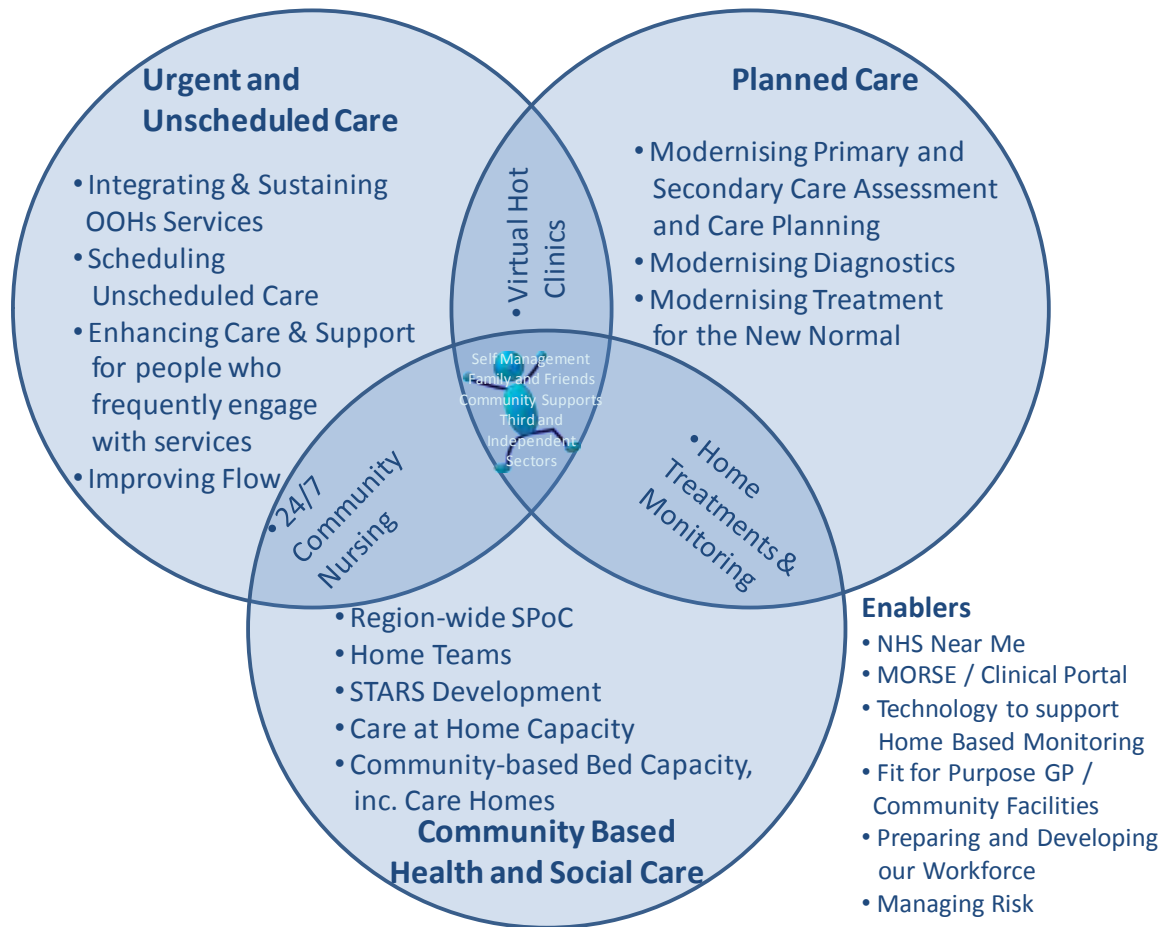 Urgent and
Unscheduled Care
• Integrating & Sustaining
OOHs Services
• Scheduling
Unscheduled Care
• Enhancing Care & Support
for people who
frequently engage
with services
• Improving Flow
Planned Care
• Modernising Primary and
Secondary Care Assessment
and Care Planning
• Modernising Diagnostics
• Modernising Treatment
for the New Normal
• Virtual Hot
Clinics
Self Management
Family and Friends
Community Supports
Third and
Independent
Sectors
• 24/7
Community
Nursing
• Home
Treatments &
Monitoring
• Region-wide SPoC
• Home Teams
• STARS Development
• Care at Home Capacity
• Community-based Bed Capacity,
inc. Care Homes
Community Based
Health and Social Care
Enablers
• NHS Near Me
• MORSE / Clinical Portal
• Technology to support
Home Based Monitoring
• Fit for Purpose GP /
Community Facilities
• Preparing and Developing
our Workforce
• Managing Risk